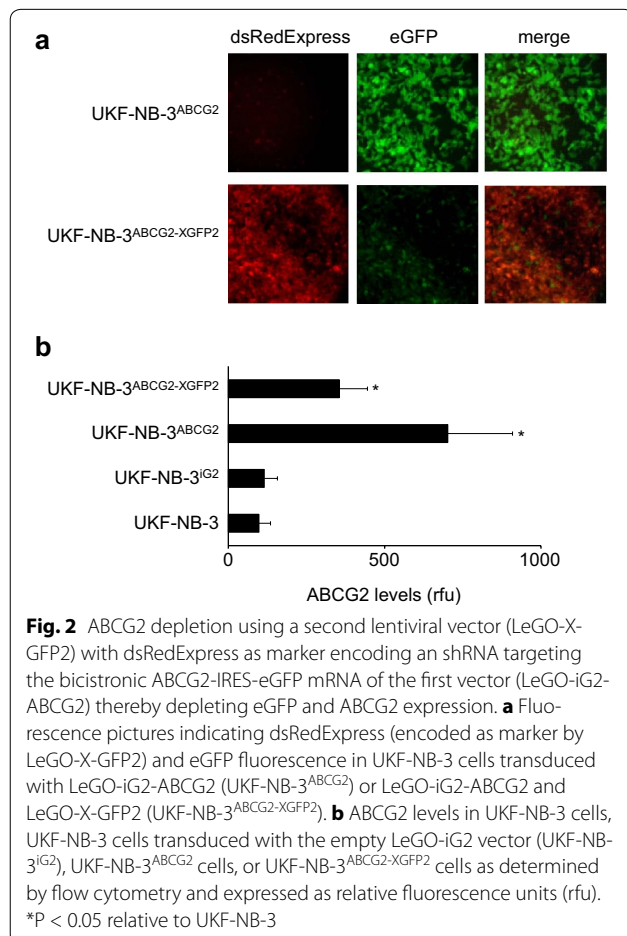 a
dsRedExpress eGFP merge
UKF-NB-3ABCG2
UKF-NB-3ABCG2-XGFP2
b
UKF-NB-3ABCG2-XGFP2 *
UKF-NB-3ABCG2 *
UKF-NB-3iG2
UKF-NB-3
0 500 1000
ABCG2 levels (rfu)
Fig. 2 ABCG2 depletion using a second lentiviral vector (LeGO-X-
GFP2) with dsRedExpress as marker encoding an shRNA targeting
the bicistronic ABCG2-IRES-eGFP mRNA of the first vector (LeGO-iG2-
ABCG2) thereby depleting eGFP and ABCG2 expression. a Fluo-
rescence pictures indicating dsRedExpress (encoded as marker by
LeGO-X-GFP2) and eGFP fluorescence in UKF-NB-3 cells transduced
with LeGO-iG2-ABCG2 (UKF-NB-3ABCG2) or LeGO-iG2-ABCG2 and
LeGO-X-GFP2 (UKF-NB-3ABCG2-XGFP2). b ABCG2 levels in UKF-NB-3 cells,
UKF-NB-3 cells transduced with the empty LeGO-iG2 vector (UKF-NB-
3iG2), UKF-NB-3ABCG2 cells, or UKF-NB-3ABCG2-XGFP2 cells as determined
by flow cytometry and expressed as relative fluorescence units (rfu).
*P < 0.05 relative to UKF-NB-3